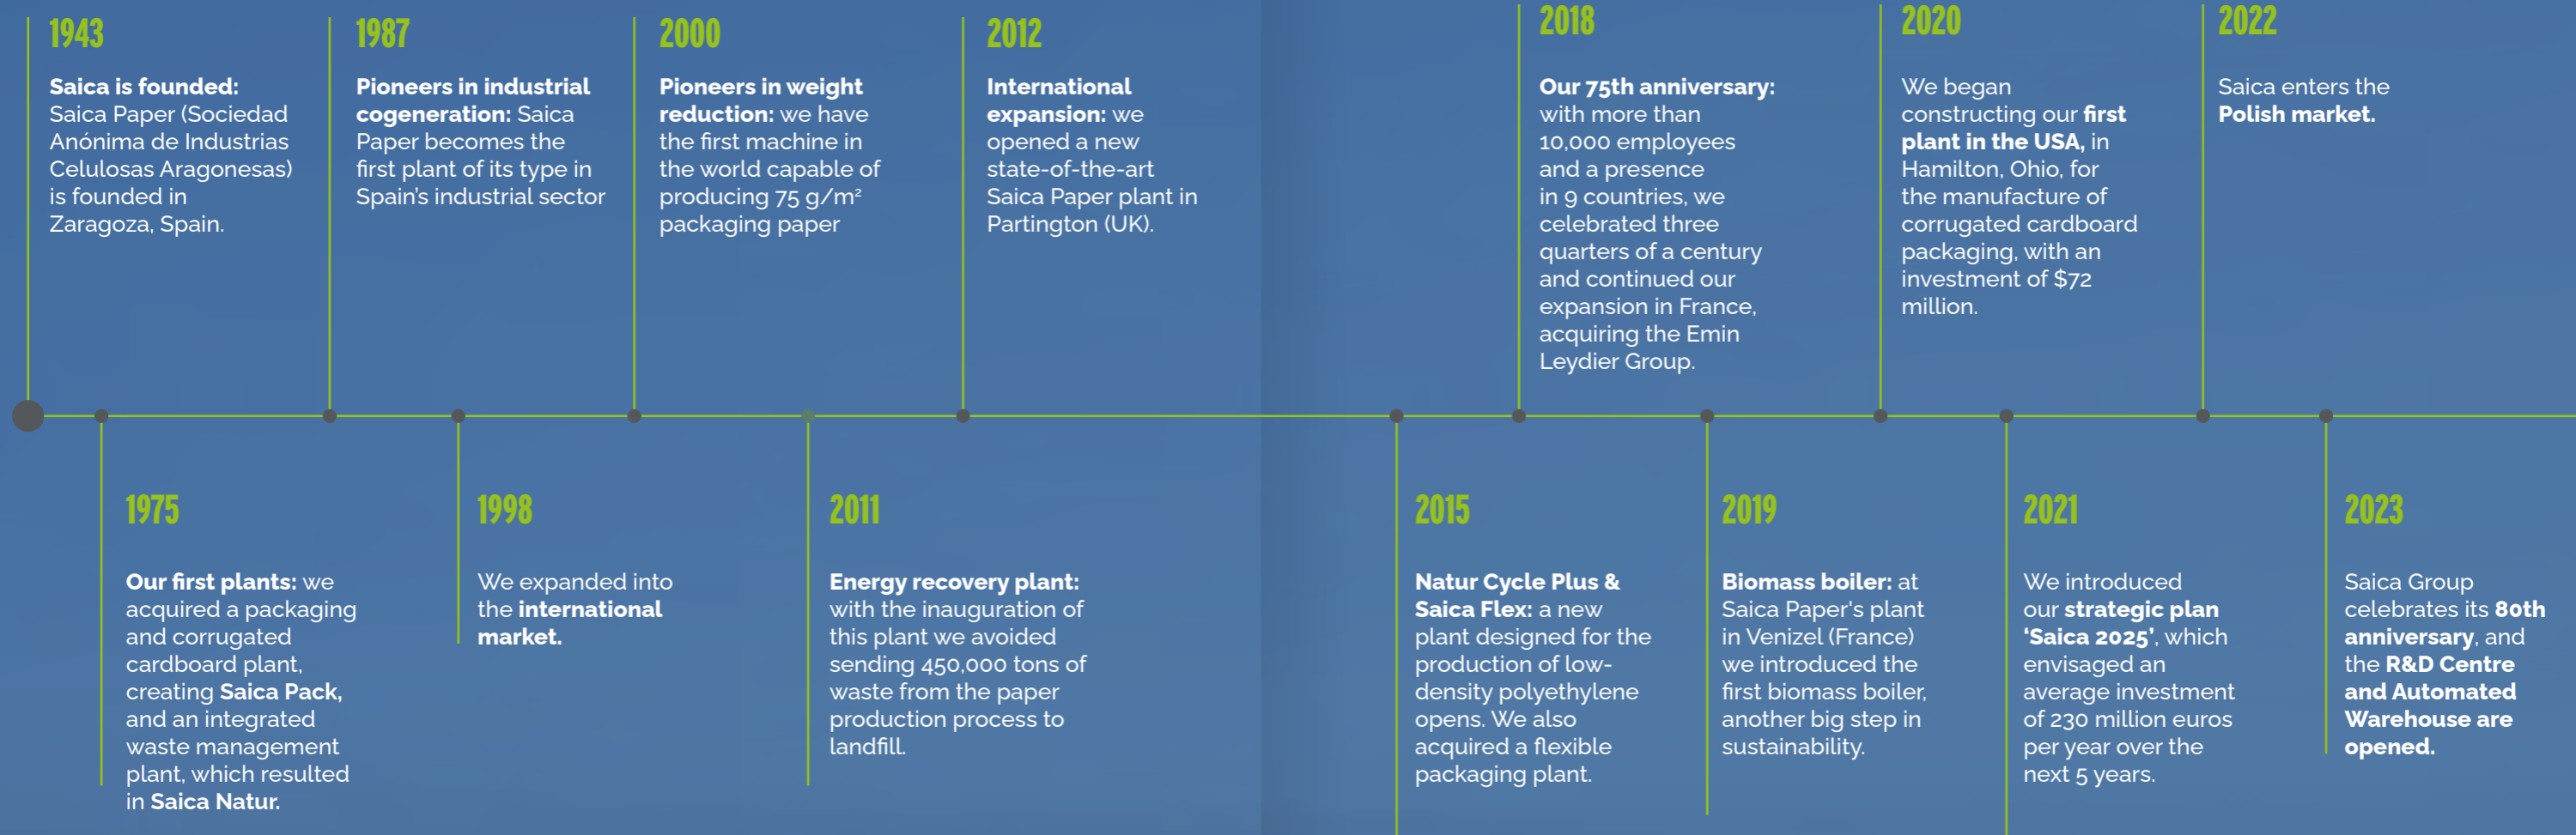 1943
Saica is founded:
Saica Paper (Sociedad
Anónima de Industrias
Celulosas Aragonesas)
is founded in
Zaragoza, Spain.
1975
Our first plants: we
acquired a packaging
and corrugated
cardboard plant,
creating Saica Pack,
and an integrated
waste management
plant, which resulted
in Saica Natur.
1987
Pioneers in industrial
cogeneration: Saica
Paper becomes the
first plant of its type in
Spain's industrial sector
1998
We expanded into
the international
market.
2000
Pioneers in weight
reduction: we have
the first machine in
the world capable of
producing 75 g/m²
packaging paper
2011
Energy recovery plant:
with the inauguration of
this plant we avoided
sending 450,000 tons of
waste from the paper
production process to
landfill.
2012
International
expansion: we
opened a new
state-of-the-art
Saica Paper plant in
Partington (UK).
2015
Natur Cycle Plus &
Saica Flex: a new
plant designed for the
production of low-
density polyethylene
opens. We also
acquired a flexible
packaging plant.
2018
Our 75th anniversary:
with more than
10,000 employees
and a presence
in 9 countries, we
celebrated three
quarters of a century
and continued our
expansion in France,
acquiring the Emin
Leydier Group.
2019
Biomass boiler: at
Saica Paper's plant
in Venizel (France)
we introduced the
first biomass boiler,
another big step in
sustainability.
2020
We began
constructing our first
plant in the USA, in
Hamilton, Ohio, for
the manufacture of
corrugated cardboard
packaging, with an
investment of $72
million.
2021
We introduced
our strategic plan
‘Saica 2025’, which
envisaged an
average investment
of 230 million euros
per year over the
next 5 years.
2022
Saica enters the
Polish market.
2023
Saica Group
celebrates its 80th
anniversary, and
the R&D Centre
and Automated
Warehouse are
opened.